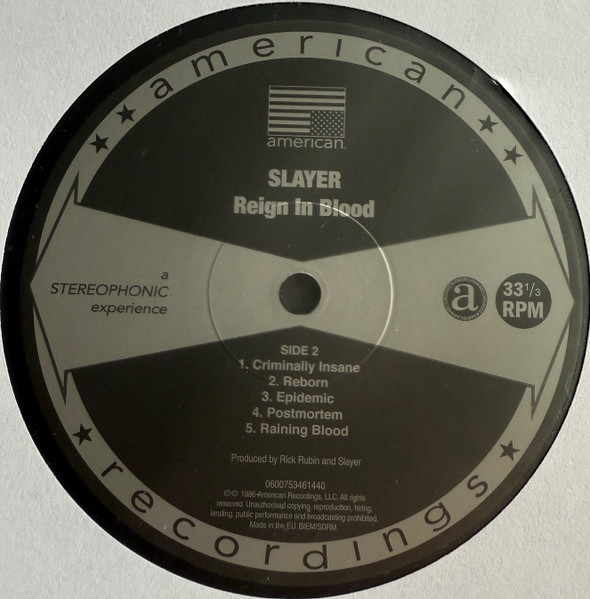 american
american
SLAYER
Reign In Blood
a
STEREOPHONIC
experience
a
33 1/3
RPM
SIDE 2
1. Criminally Insane
2. Reborn
3. Epidemic
4. Postmortem
5. Raining Blood
Produced by Rick Rubin and Slayer
0600753461440
℗© 1986 American Recordings, LLC. All rights
reserved. Unauthorised copying, reproduction, hiring,
lending, public performance and broadcasting prohibited.
Made in the EU. BIEM/SDRM.
recordings